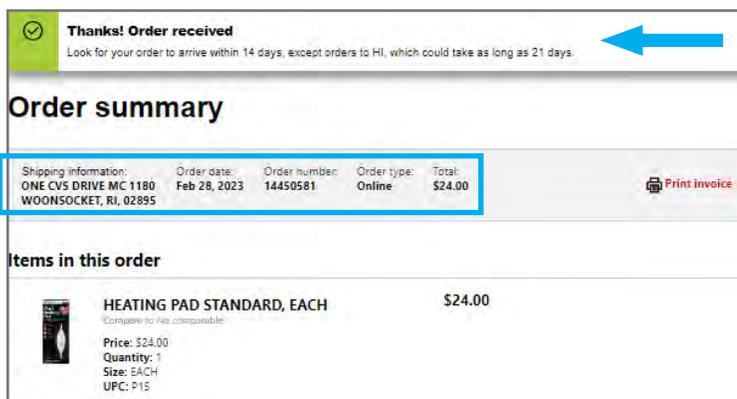 Thanks! Order received
Look for your order to arrive within 14 days, except orders to HI, which could take as long as 21 days.
Order summary
Shipping information: Order date: Order number: Order type: Total:
ONE CVS DRIVE MC 1180 Feb 28, 2023 14450581 Online $24.00
WOONSOCKET, RI, 02895
Print invoice
Items in this order
HEATING PAD STANDARD, EACH $24.00
Compare to No comparable
Price: $24.00
Quantity: 1
Size: EACH
UPC: P15